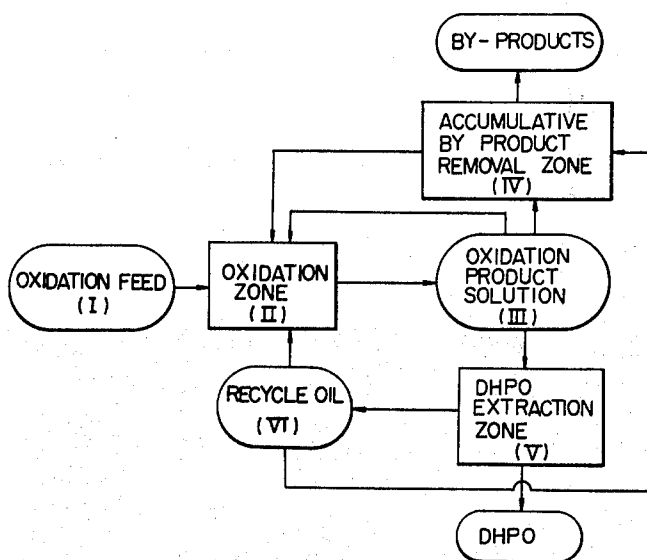 BY-PRODUCTS
ACCUMULATIVE
BY PRODUCT
REMOVAL ZONE
(IV)
OXIDATION FEED
(I)
OXIDATION
ZONE
(II)
OXIDATION
PRODUCT
SOLUTION
(III)
RECYCLE OIL
(VI)
DHPO
EXTRACTION
ZONE
(V)
DHPO